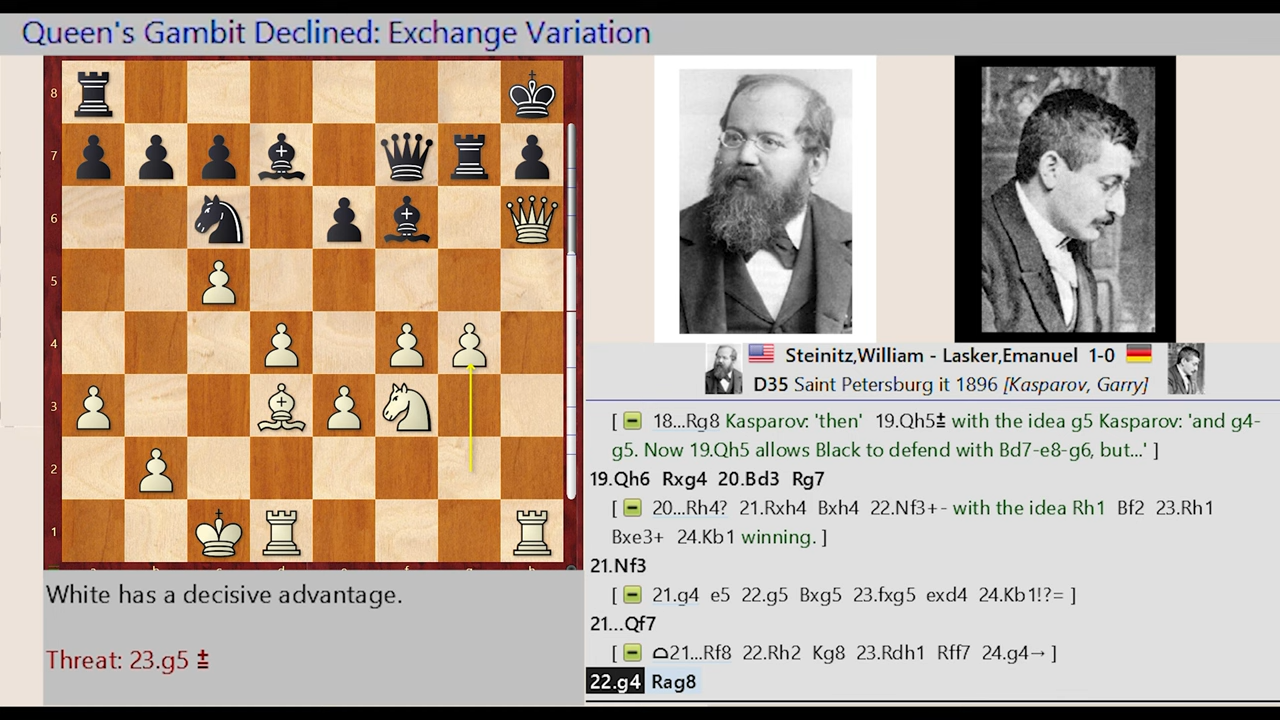 Queen's Gambit Declined: Exchange Variation
8
7
6
5
4
3
2
1
Steinitz,William - Lasker,Emanuel 1-0
D35 Saint Petersburg it 1896 [Kasparov, Garry]
[ 18...Rg8 Kasparov: 'then' 19.Qh5± with the idea g5 Kasparov: 'and g4-
g5. Now 19.Qh5 allows Black to defend with Bd7-e8-g6, but...' ]
19.Qh6 Rxg4 20.Bd3 Rg7
[ 20...Rh4? 21.Rxh4 Bxh4 22.Nf3+- with the idea Rh1 Bf2 23.Rh1
Bxe3+ 24.Kb1 winning. ]
21.Nf3
[ 21.g4 e5 22.g5 Bxg5 23.fxg5 exd4 24.Kb1!?= ]
21...Qf7
[ ⌓21...Rf8 22.Rh2 Kg8 23.Rdh1 Rff7 24.g4→ ]
22.g4 Rag8
White has a decisive advantage.
Threat: 23.g5 ±